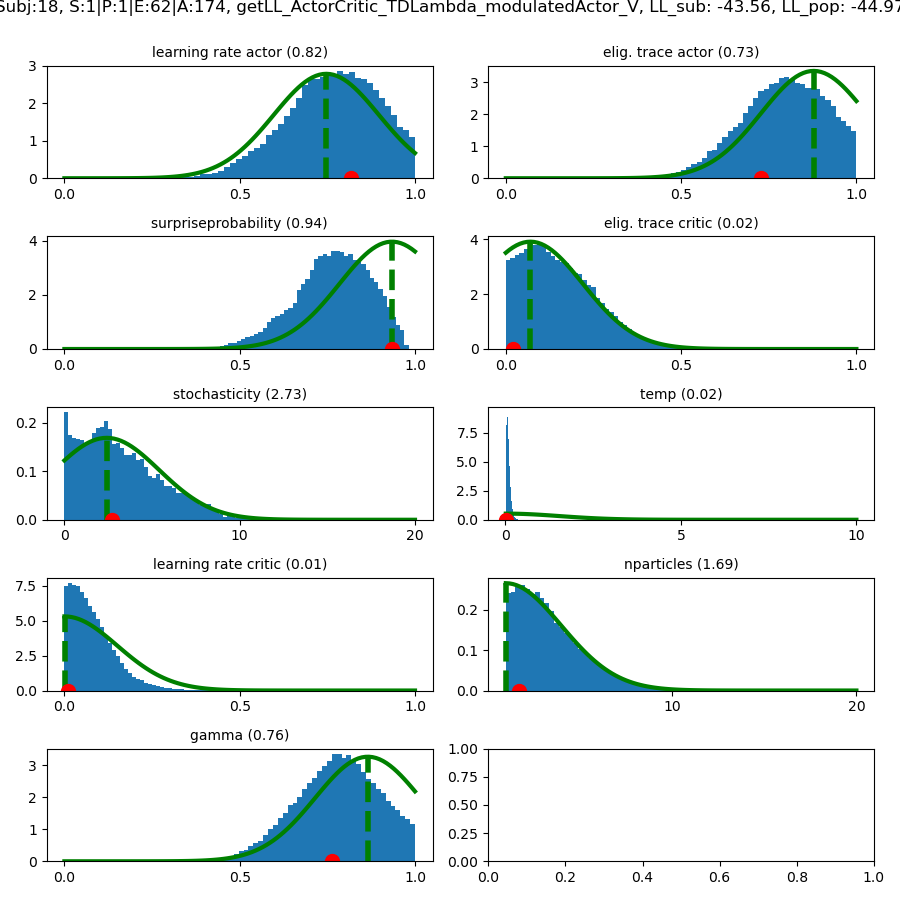 Subj:18, S:1|P:1|E:62|A:174, getLL_ActorCritic_TDLambda_modulatedActor_V, LL_sub: -43.56, LL_pop: -44.97
learning rate actor (0.82)
3
2
1
0
0.0 0.5 1.0
elig. trace actor (0.73)
3
2
1
0
0.0 0.5 1.0
surpriseprobability (0.94)
4
2
0
0.0 0.5 1.0
elig. trace critic (0.02)
4
2
0
0.0 0.5 1.0
stochasticity (2.73)
0.2
0.1
0.0
0 10 20
temp (0.02)
7.5
5.0
2.5
0.0
0 5 10
learning rate critic (0.01)
7.5
5.0
2.5
0.0
0.0 0.5 1.0
nparticles (1.69)
0.2
0.1
0.0
10 20
gamma (0.76)
3
2
1
0
0.0 0.5 1.0
1.00
0.75
0.50
0.25
0.00
0.0 0.2 0.4 0.6 0.8 1.0